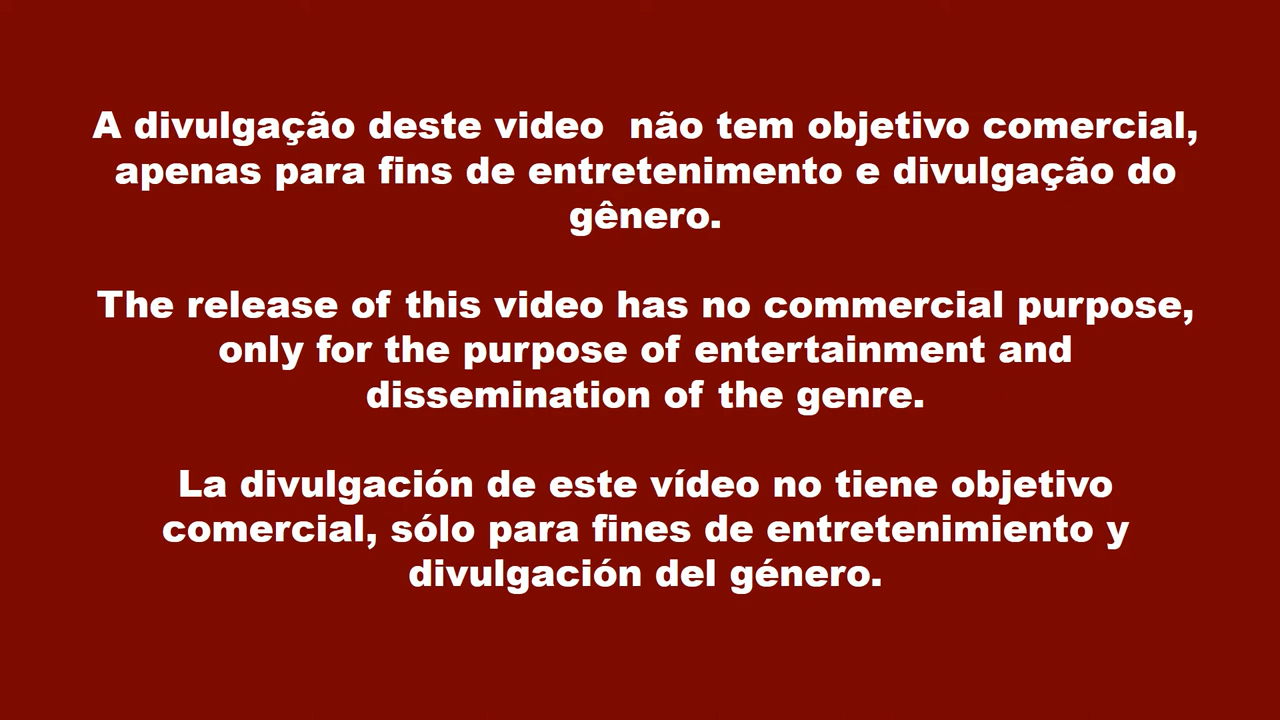 A divulgação deste video  não tem objetivo comercial,
apenas para fins de entretenimento e divulgação do
gênero.
The release of this video has no commercial purpose,
only for the purpose of entertainment and
dissemination of the genre.
La divulgación de este vídeo no tiene objetivo
comercial, sólo para fines de entretenimiento y
divulgación del género.